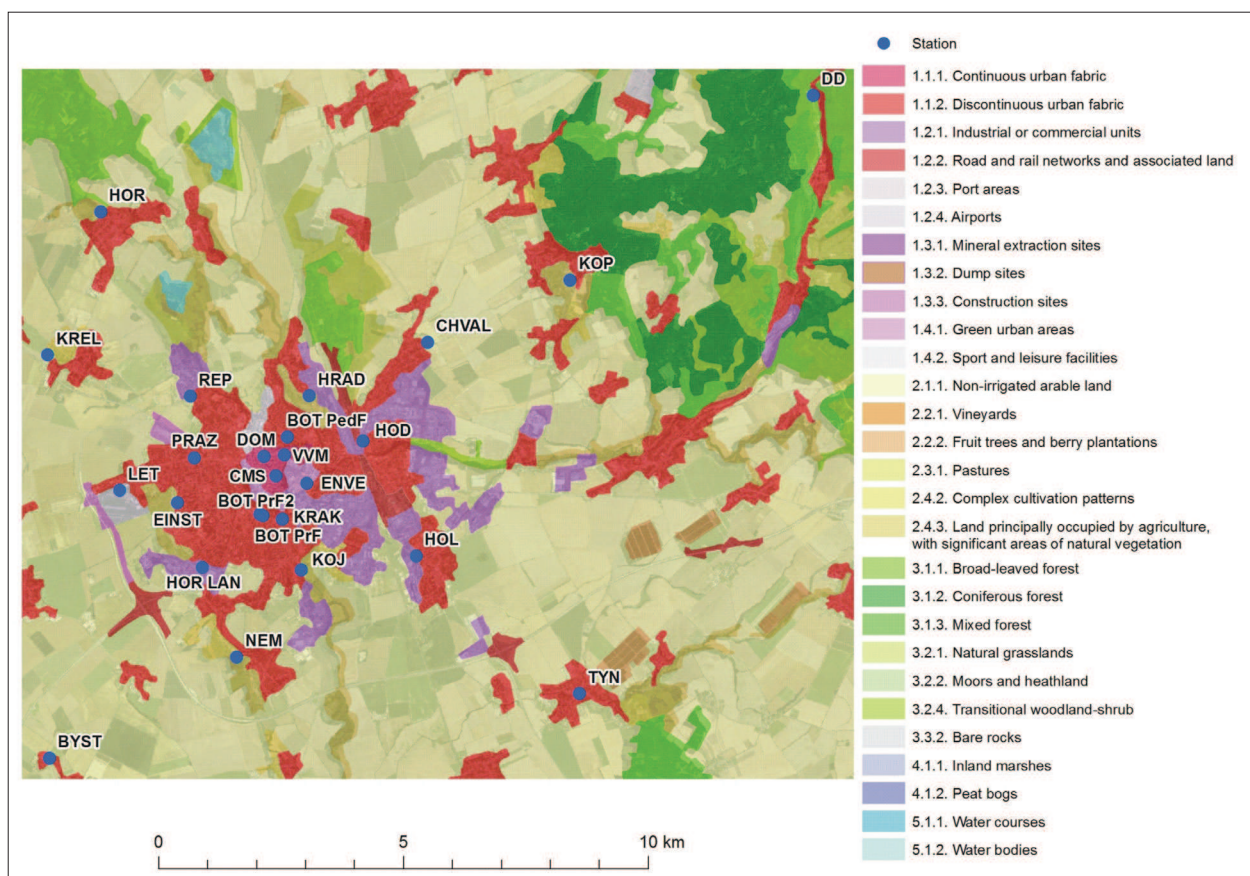 DD
HOR
KOP
CHVAL
KREL
REP
HRAD
BOT PedF
PRAZ
DOM
HOD
VVM
LET
CMS
ENVE
EINST
BOT PrF2
KRAK
BOT PrF
HOL
KOJ
HOR LAN
NEM
TYN
BYST
0
5
10 km
Station
1.1.1. Continuous urban fabric
1.1.2. Discontinuous urban fabric
1.2.1. Industrial or commercial units
1.2.2. Road and rail networks and associated land
1.2.3. Port areas
1.2.4. Airports
1.3.1. Mineral extraction sites
1.3.2. Dump sites
1.3.3. Construction sites
1.4.1. Green urban areas
1.4.2. Sport and leisure facilities
2.1.1. Non-irrigated arable land
2.2.1. Vineyards
2.2.2. Fruit trees and berry plantations
2.3.1. Pastures
2.4.2. Complex cultivation patterns
2.4.3. Land principally occupied by agriculture,
with significant areas of natural vegetation
3.1.1. Broad-leaved forest
3.1.2. Coniferous forest
3.1.3. Mixed forest
3.2.1. Natural grasslands
3.2.2. Moors and heathland
3.2.4. Transitional woodland-shrub
3.3.2. Bare rocks
4.1.1. Inland marshes
4.1.2. Peat bogs
5.1.1. Water courses
5.1.2. Water bodies